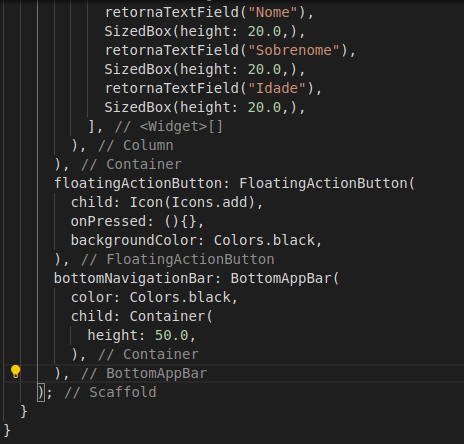 retornaTextField("Nome"),
SizedBox(height: 20.0,),
retornaTextField("Sobrenome"),
SizedBox(height: 20.0,),
retornaTextField("Idade"),
SizedBox(height: 20.0,),
], // <Widget>[]
), // Column
), // Container
floatingActionButton: FloatingActionButton(
child: Icon(Icons.add),
onPressed: (){},
backgroundColor: Colors.black,
), // FloatingActionButton
bottomNavigationBar: BottomAppBar(
color: Colors.black,
child: Container(
height: 50.0,
), // Container
), // BottomAppBar
); // Scaffold
}
}